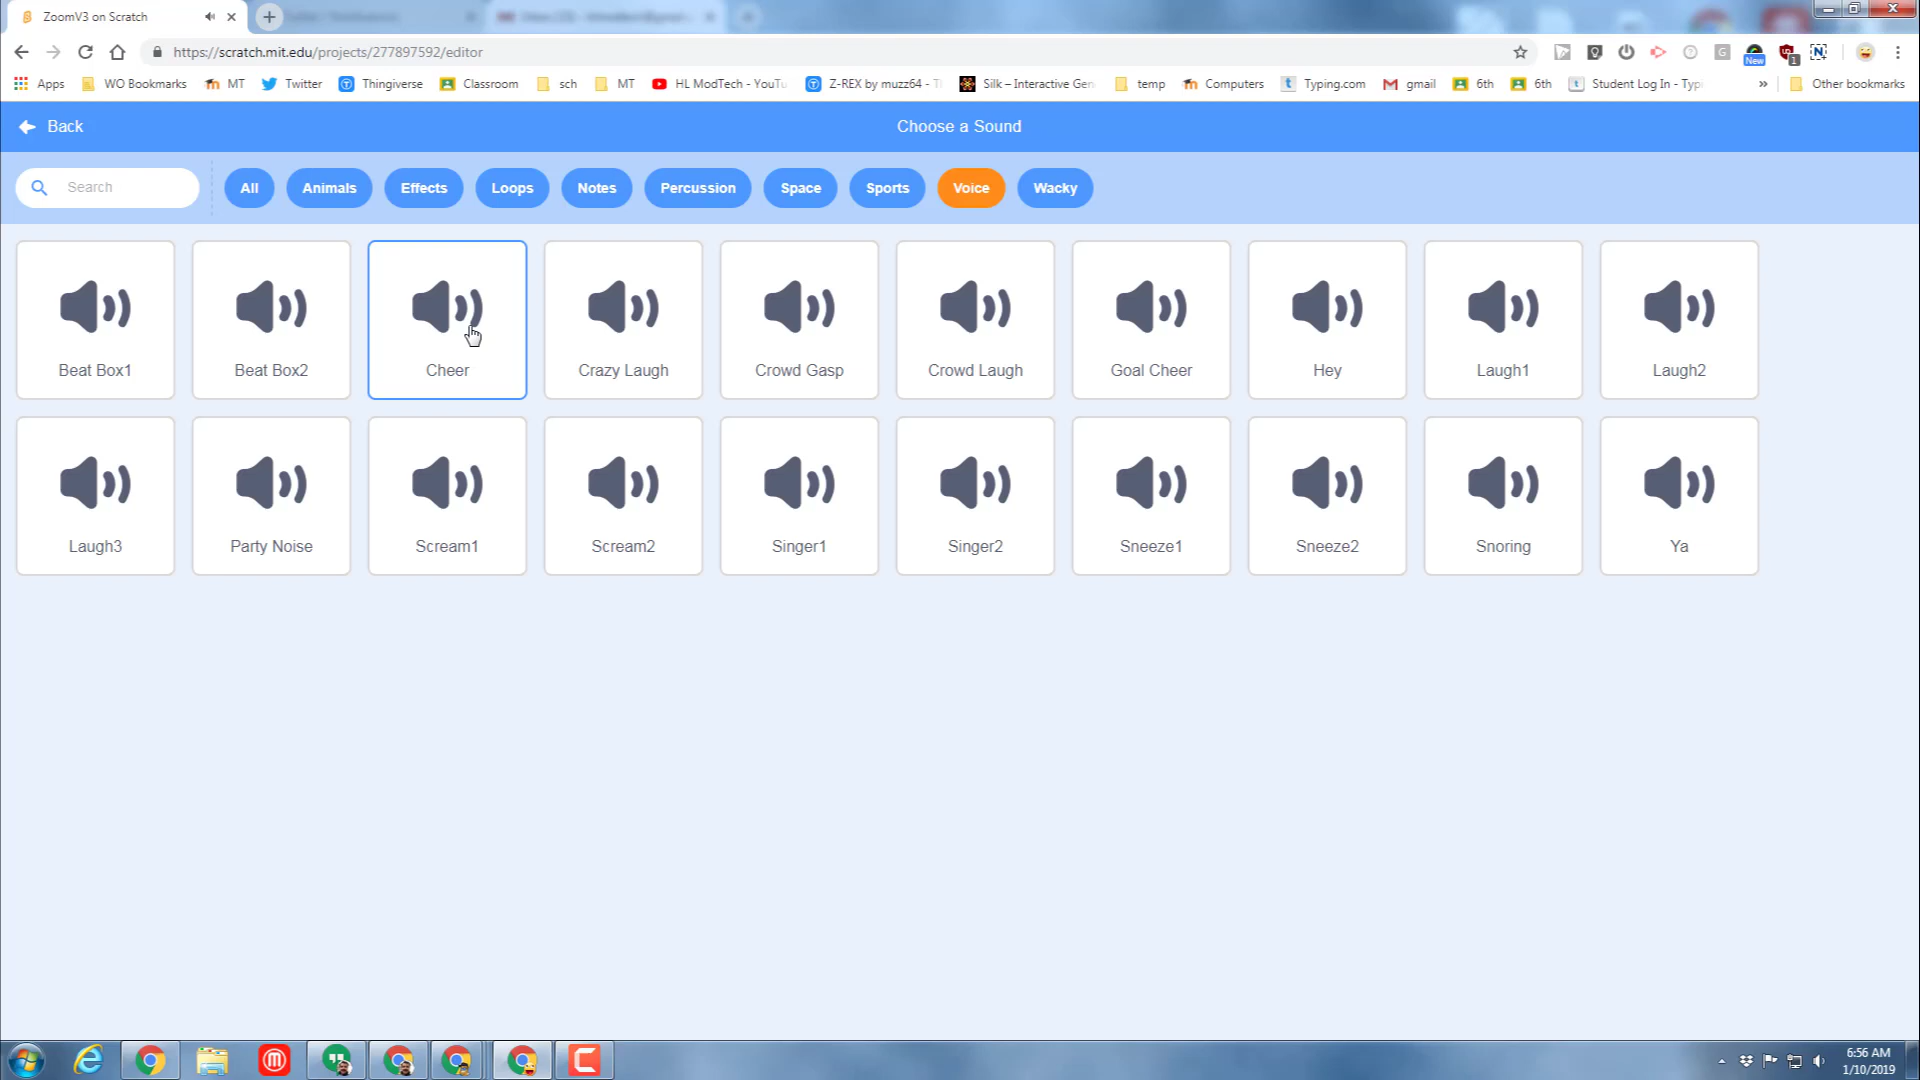 ZoomV3 on Scratch
https://scratch.mit.edu/projects/277897592/editor
Apps WO Bookmarks MT Twitter Thingiverse Classroom sch MT HL ModTech - YouTu Z-REX by muzz64 - T Silk – Interactive Gen temp Computers Typing.com gmail 6th 6th Student Log In - Typi » Other bookmarks
New 1
Back Choose a Sound
Search All Animals Effects Loops Notes Percussion Space Sports Voice Wacky
Beat Box1 Beat Box2 Cheer Crazy Laugh Crowd Gasp Crowd Laugh Goal Cheer Hey Laugh1 Laugh2
Laugh3 Party Noise Scream1 Scream2 Singer1 Singer2 Sneeze1 Sneeze2 Snoring Ya
6:56 AM
1/10/2019